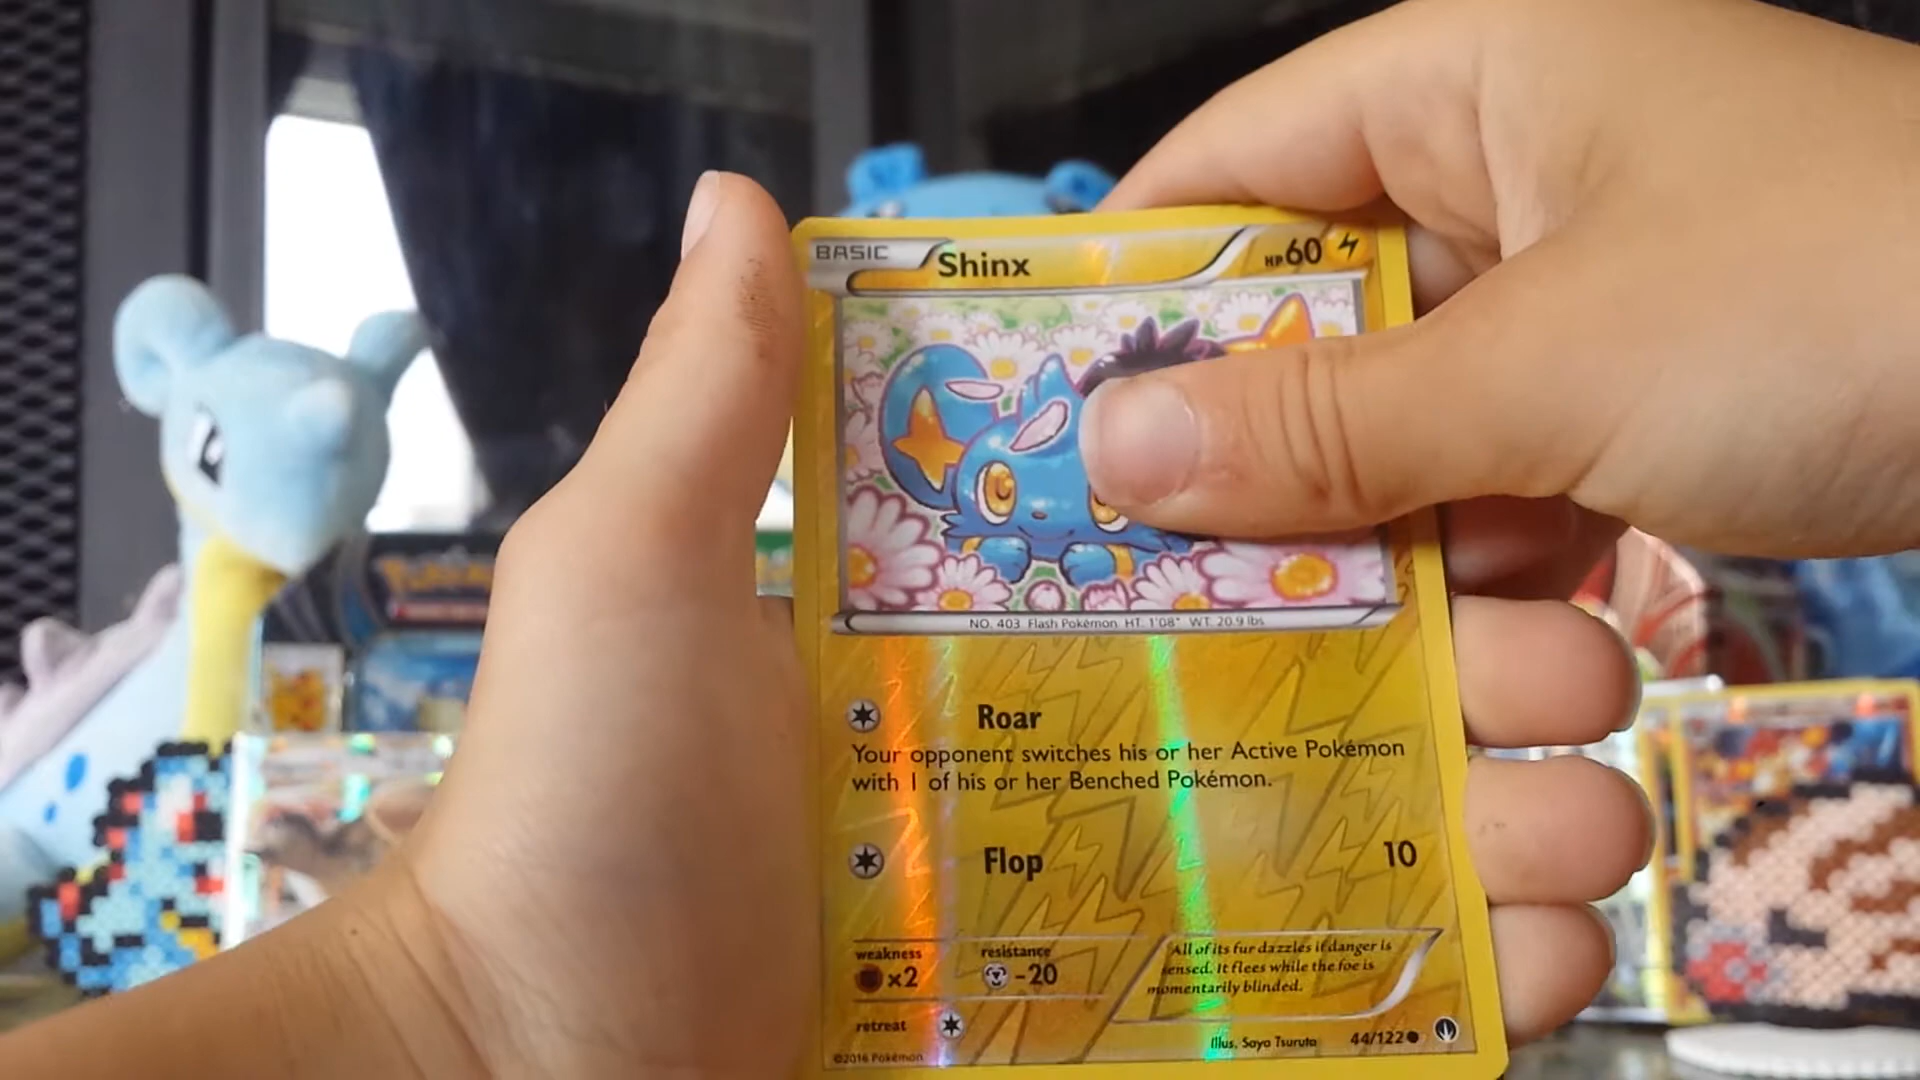 BASIC Shinx HP60
NO. 403 Flash Pokémon HT. 1'08" WT. 20.9 lbs
Roar
Your opponent switches his or her Active Pokémon
with 1 of his or her Benched Pokémon.
Flop 10
weakness resistance
×2 -20
All of its fur dazzles if danger is
sensed. It flees while the foe is
momentarily blinded.
retreat
Illus. Saya Tsuruta 44/122
©2016 Pokémon